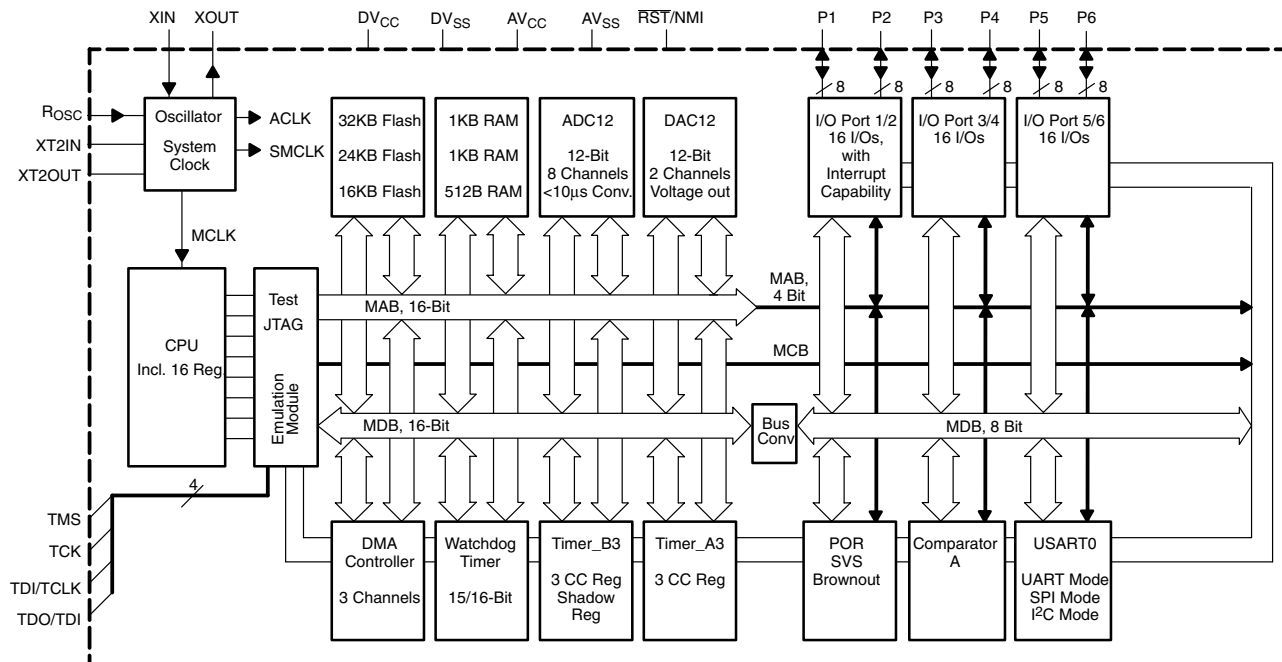 XIN
XOUT
DVCC
DVSS
AVCC
AVSS
RST/NMI
P1
P2
P3
P4
P5
P6
8
8
8
8
8
8
ROSC
XT2IN
XT2OUT
Oscillator
System
Clock
ACLK
SMCLK
MCLK
32KB Flash
24KB Flash
16KB Flash
1KB RAM
1KB RAM
512B RAM
ADC12
12-Bit
8 Channels
<10μs Conv.
DAC12
12-Bit
2 Channels
Voltage out
I/O Port 1/2
16 I/Os,
with
Interrupt
Capability
I/O Port 3/4
16 I/Os
I/O Port 5/6
16 I/Os
CPU
Incl. 16 Reg.
Test
JTAG
Emulation
Module
MAB, 16-Bit
MAB,
4 Bit
MCB
MDB, 16-Bit
Bus
Conv
MDB, 8 Bit
4
TMS
TCK
TDI/TCLK
TDO/TDI
DMA
Controller
3 Channels
Watchdog
Timer
15/16-Bit
Timer_B3
3 CC Reg
Shadow
Reg
Timer_A3
3 CC Reg
POR
SVS
Brownout
Comparator
A
USART0
UART Mode
SPI Mode
I²C Mode